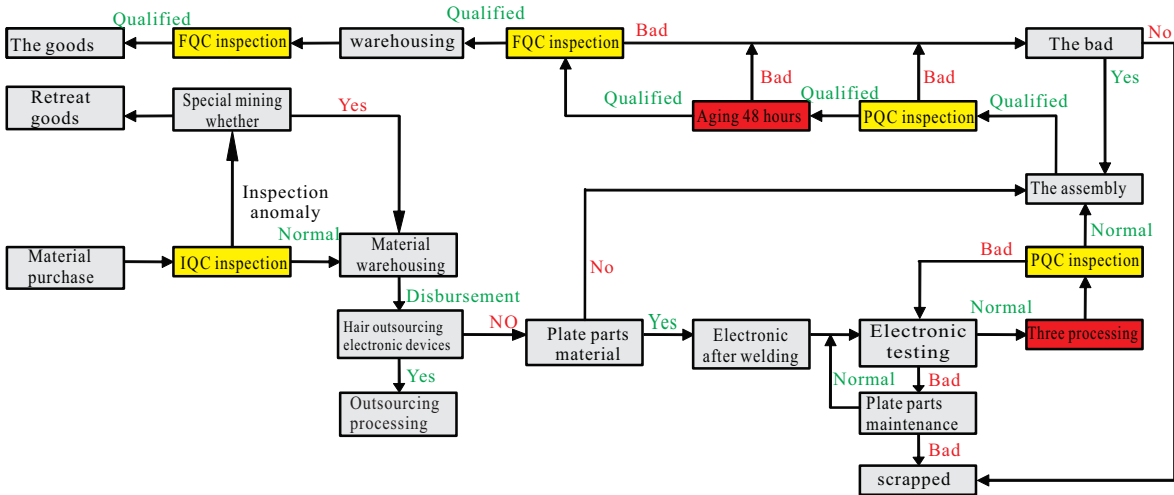 Qualified
Qualified
The goods
FQC inspection
warehousing
FQC inspection
Bad
The bad
No
Yes
Bad
Bad
Retreat
goods
Special mining
whether
Yes
Qualified
Aging 48 hours
Qualified
PQC inspection
Qualified
The assembly
Inspection
anomaly
Normal
Normal
Material
purchase
IQC inspection
Material
warehousing
No
Bad
PQC inspection
Disbursement
Hair outsourcing
electronic devices
NO
Plate parts
material
Yes
Electronic
after welding
Electronic
testing
Normal
Three processing
Yes
Normal
Bad
Outsourcing
processing
Plate parts
maintenance
Bad
scrapped